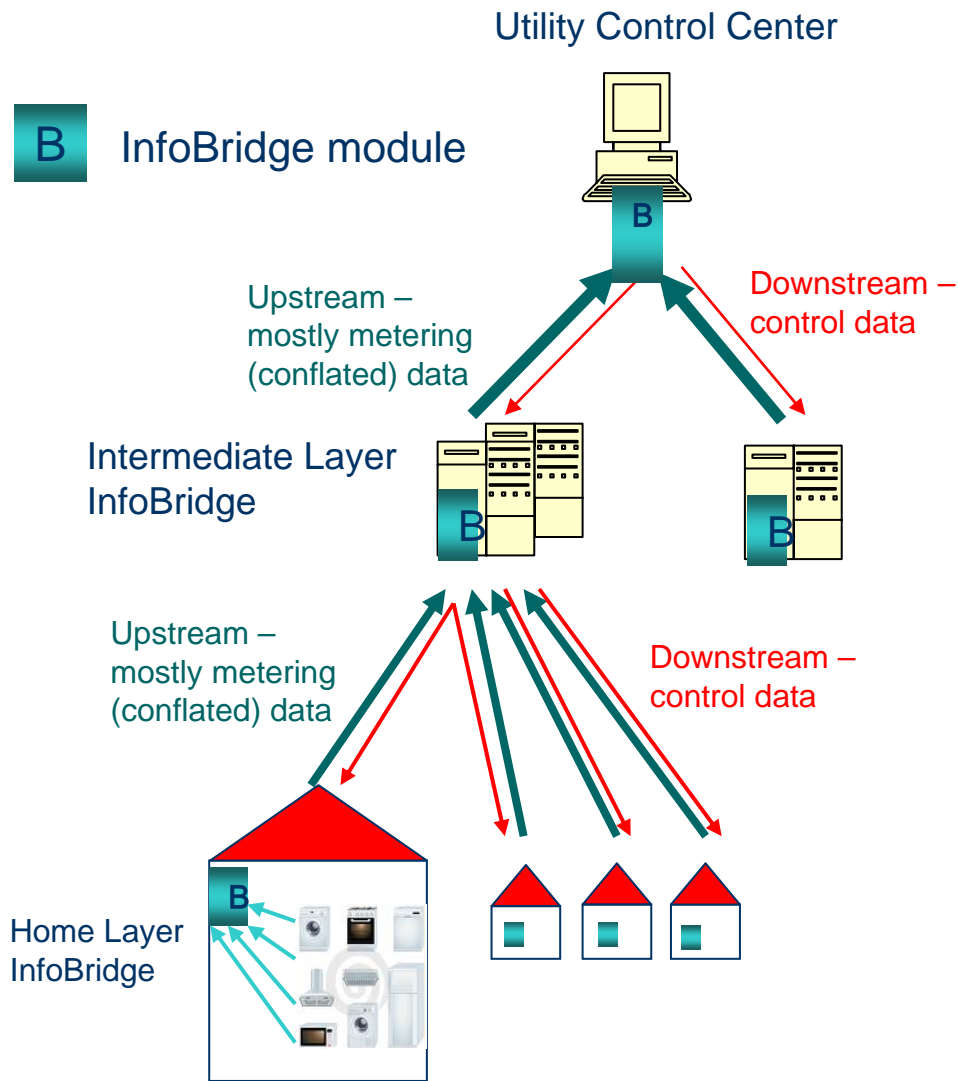 Utility Control Center
B
InfoBridge module
B
Upstream –
mostly metering
(conflated) data
Downstream –
control data
Intermediate Layer
InfoBridge
B
B
Upstream –
mostly metering
(conflated) data
Downstream –
control data
B
Home Layer
InfoBridge